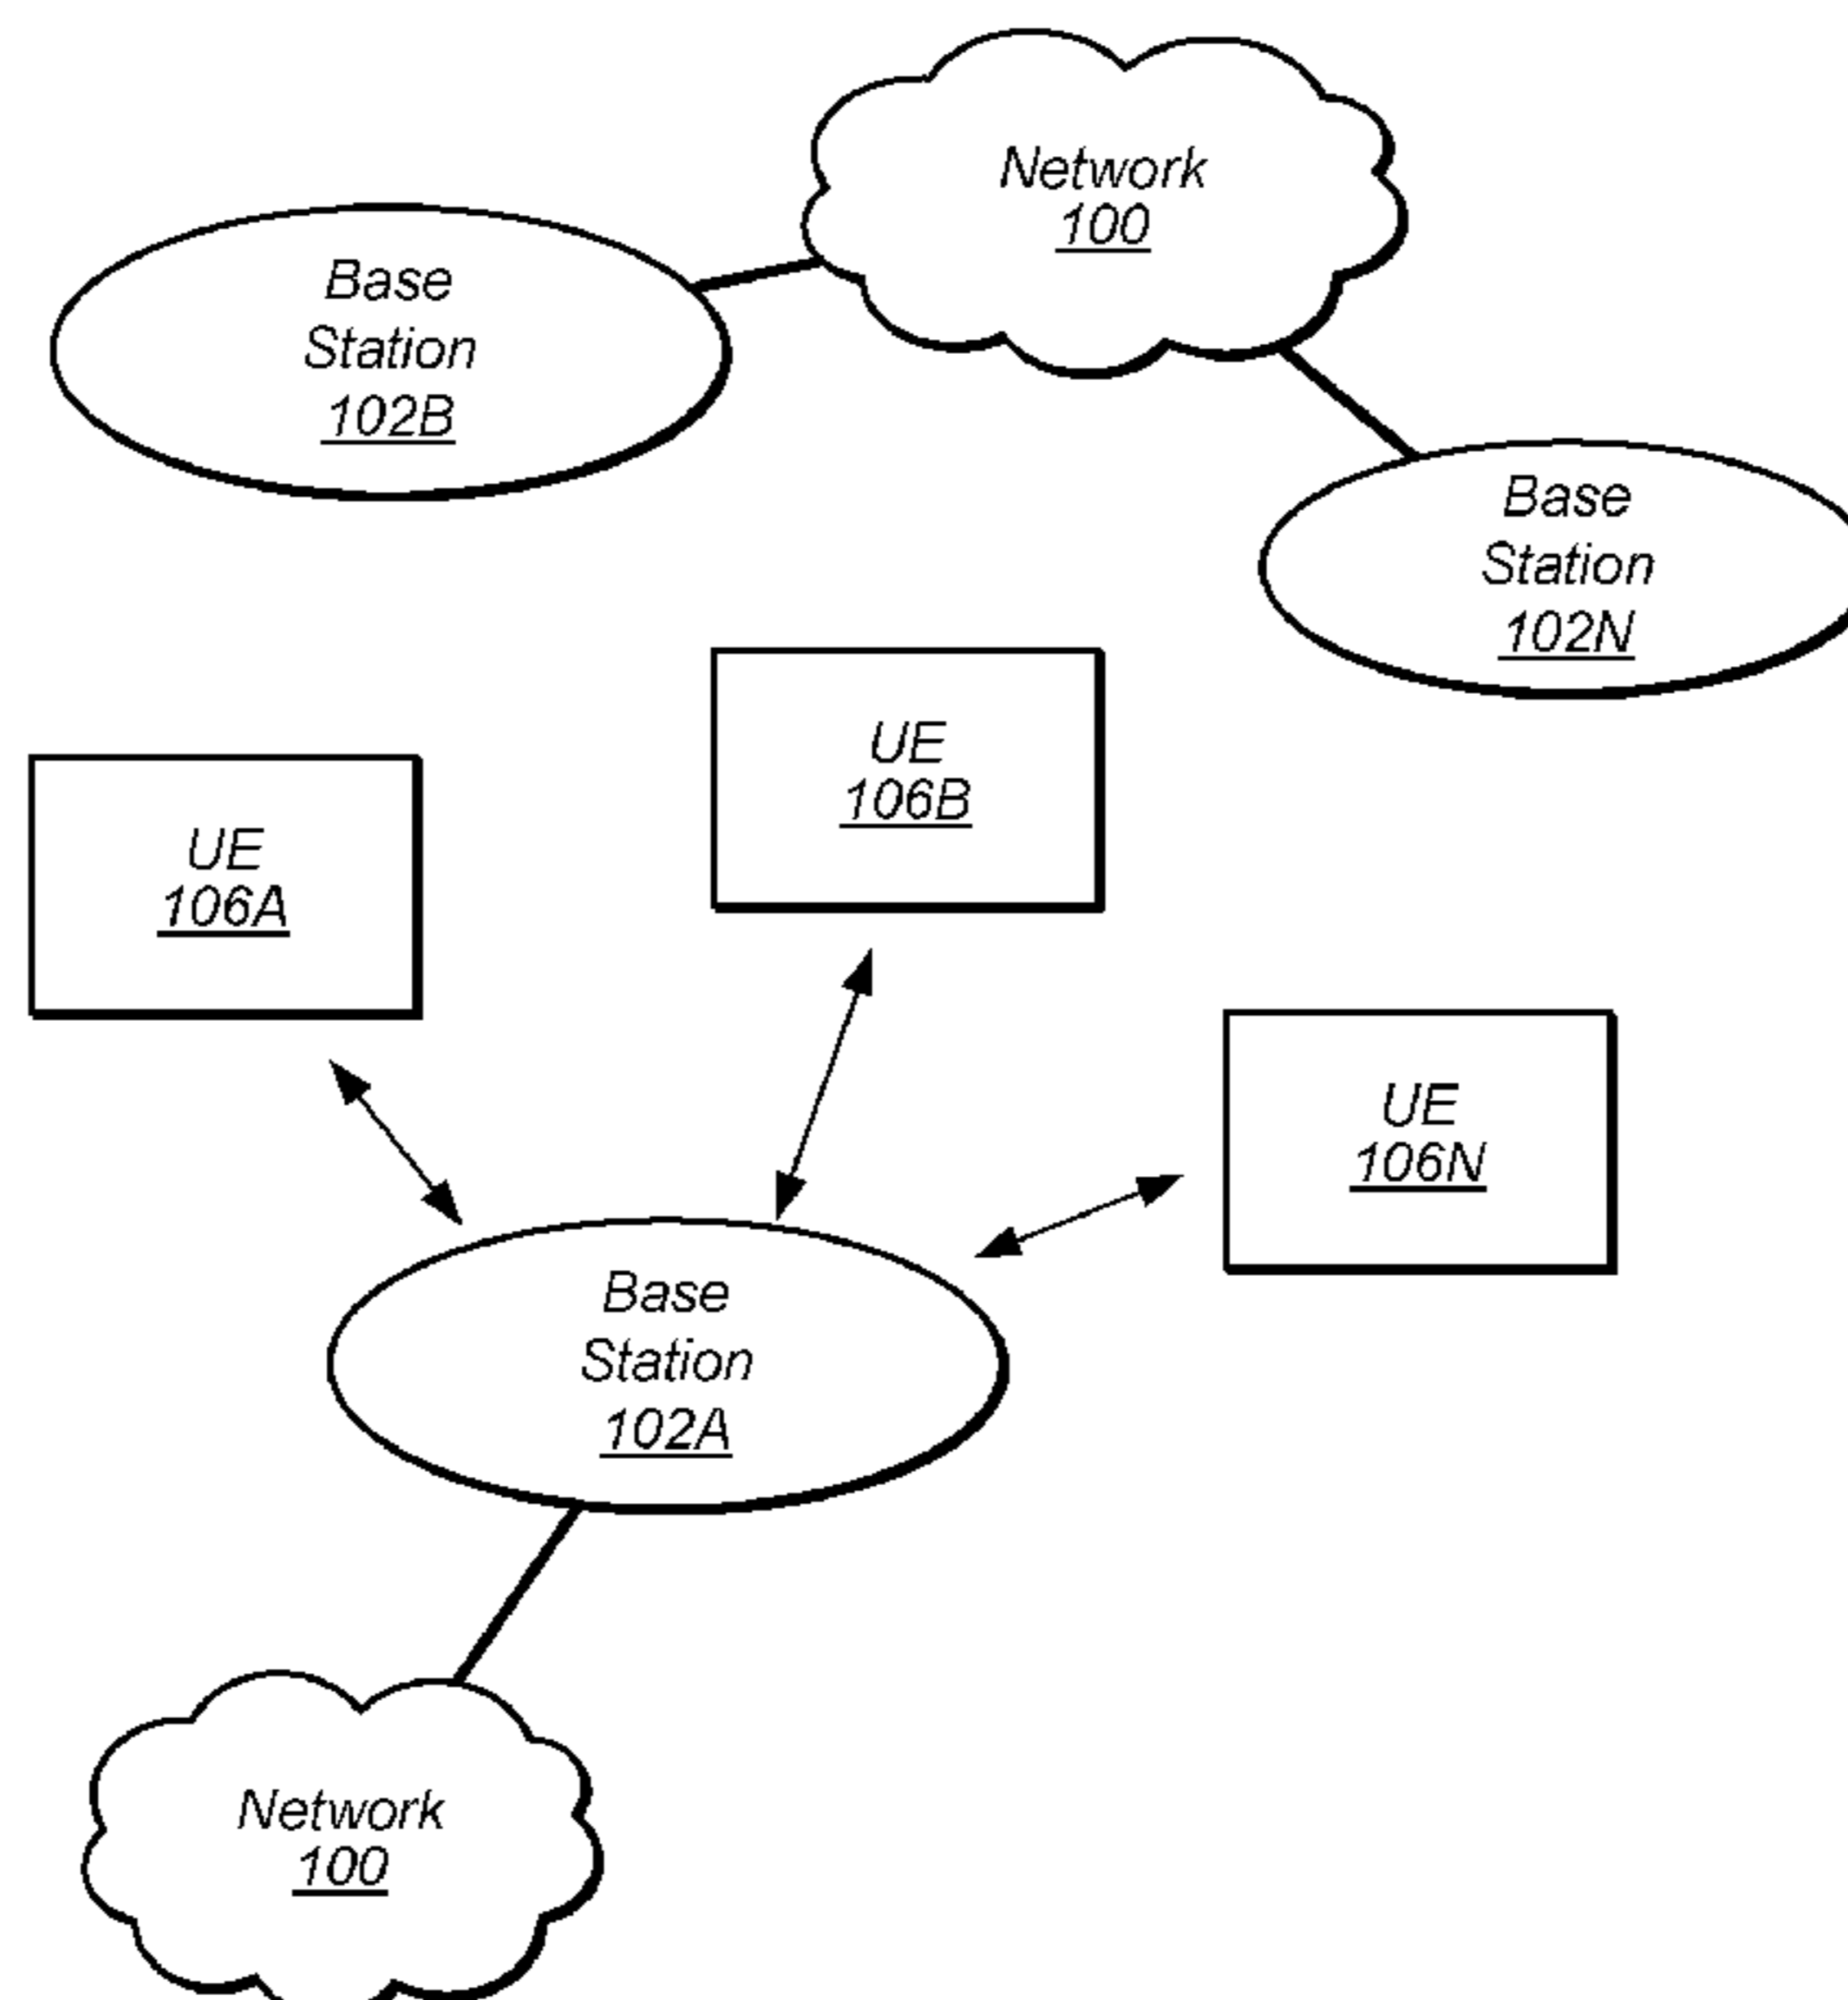 Network
100
Base
Station
102B
Base
Station
102N
UE
106B
UE
106A
UE
106N
Base
Station
102A
Network
100